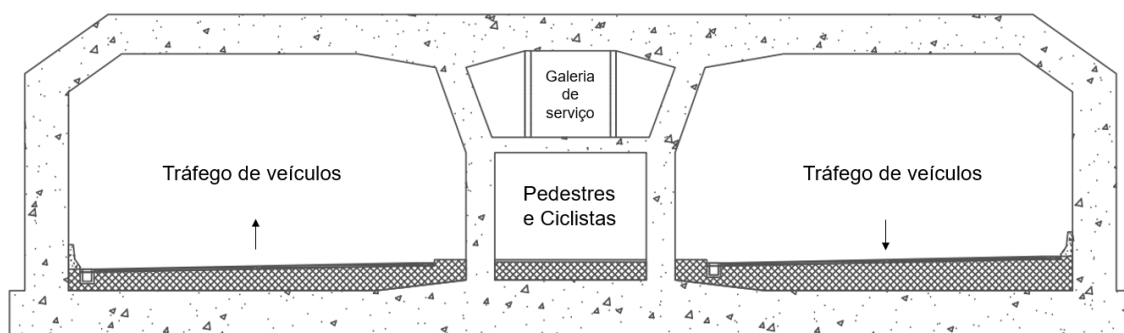 Galeria
de
serviço
Tráfego de veículos
Pedestres
e Ciclistas
Tráfego de veículos